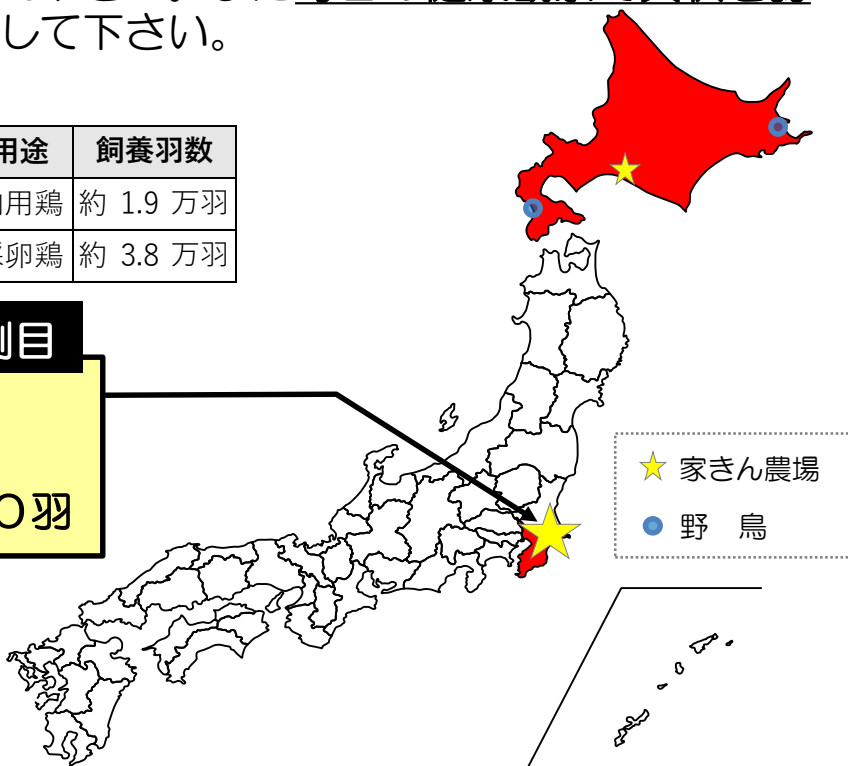 して下さい。
用途 飼養羽数
用鶏 約 1.9 万羽
卵鶏 約 3.8 万羽
例目
羽
家きん農場
野 鳥